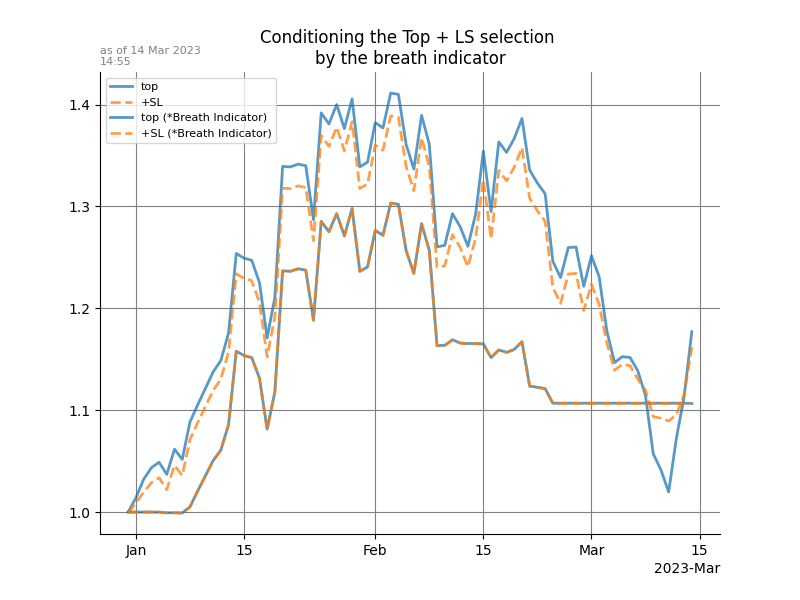 Conditioning the Top + LS selection
by the breath indicator
as of 14 Mar 2023
14:55
top
+SL
top (*Breath Indicator)
+SL (*Breath Indicator)
1.4
1.3
1.2
1.1
1.0
Jan 15 Feb 15 Mar 15
2023-Mar